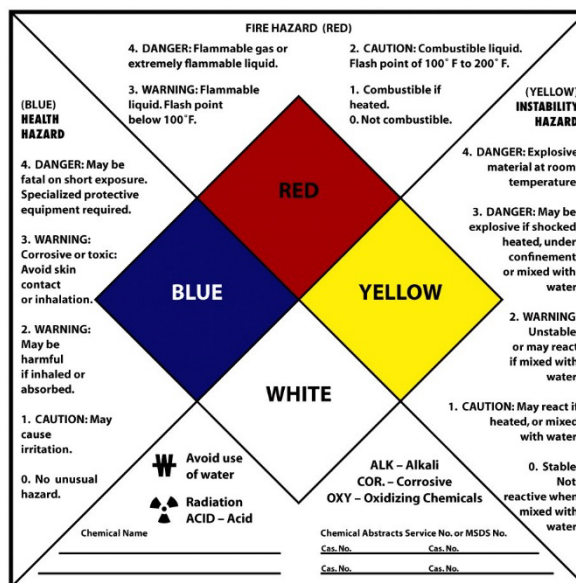 FIRE HAZARD (RED)
4. DANGER: Flammable gas or
extremely flammable liquid.
3. WARNING: Flammable
liquid. Flash point
below 100˚F.
2. CAUTION: Combustible liquid.
Flash point of 100˚ F to 200˚ F.
1. Combustible if
heated.
0. Not combustible.
(BLUE)
HEALTH
HAZARD
4. DANGER: May be
fatal on short exposure.
Specialized protective
equipment required.
3. WARNING:
Corrosive or toxic:
Avoid skin
contact
or inhalation.
2. WARNING:
May be
harmful
if inhaled or
absorbed.
1. CAUTION: May
cause
irritation.
0. No unusual
hazard.
RED
BLUE
YELLOW
WHITE
(YELLOW)
INSTABILITY
HAZARD
4. DANGER: Explosive
material at room
temperature
3. DANGER: May be
explosive if shocked
heated, under
confinement
or mixed with
water
2. WARNING:
Unstable
or may react
if mixed with
water
1. CAUTION: May react if
heated, or mixed
with water
0. Stable
Not
reactive when
mixed with
water
W Avoid use
of water
Radiation
ACID – Acid
ALK – Alkali
COR. – Corrosive
OXY – Oxidizing Chemicals
Chemical Name
Chemical Abstracts Service No. or MSDS No.
Cas. No. Cas. No.
Cas. No. Cas. No.